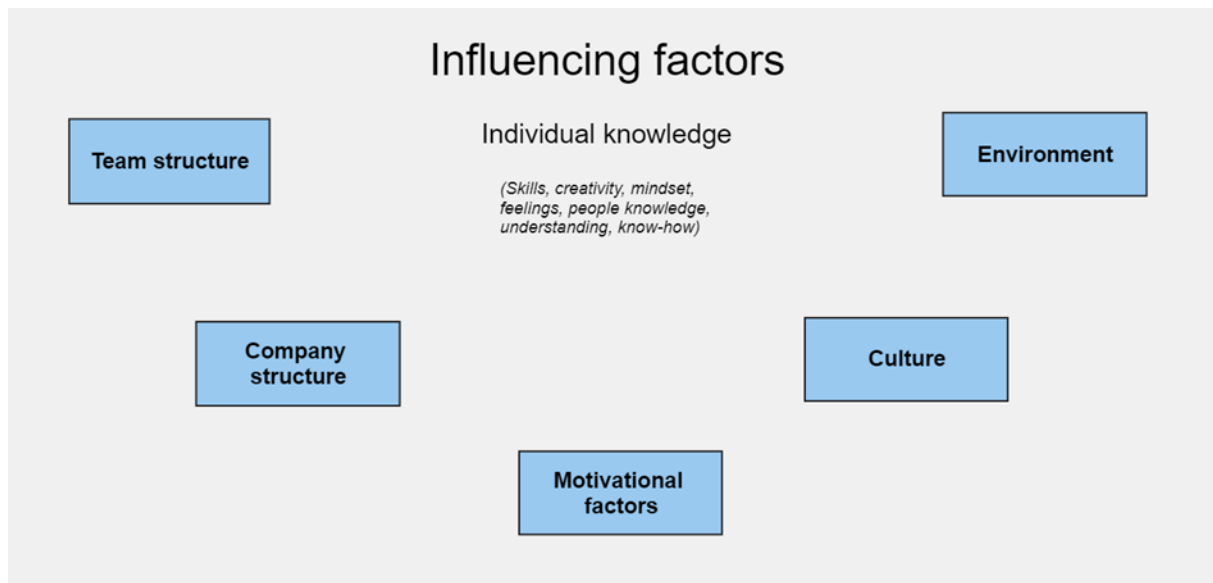 Influencing factors
Individual knowledge
Team structure
Environment
(Skills, creativity, mindset,
feelings, people knowledge,
understanding, know-how)
Company
structure
Culture
Motivational
factors